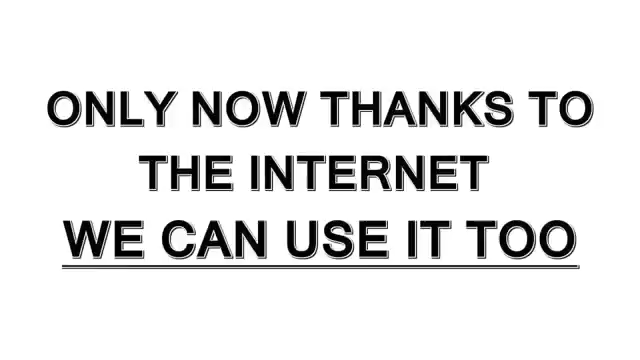 ONLY NOW THANKS TO
THE INTERNET
WE CAN USE IT TOO